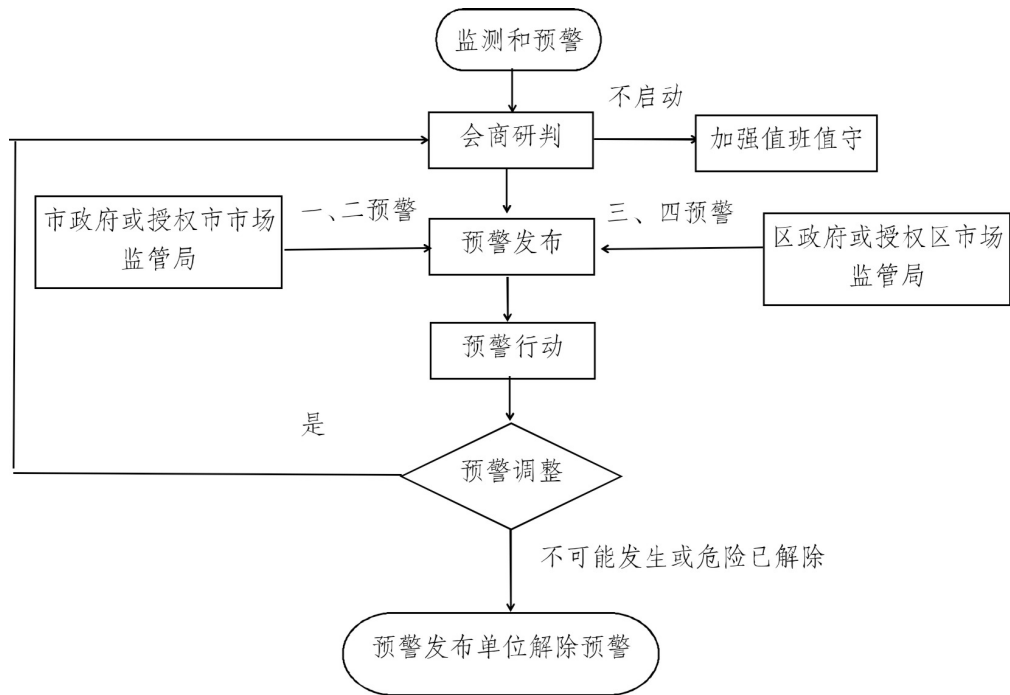 监测和预警
不启动
会商研判
加强值班值守
市政府或授权市市场
监管局
一、二预警
预警发布
三、四预警
区政府或授权区市场
监管局
预警行动
是
预警调整
不可能发生或危险已解除
预警发布单位解除预警